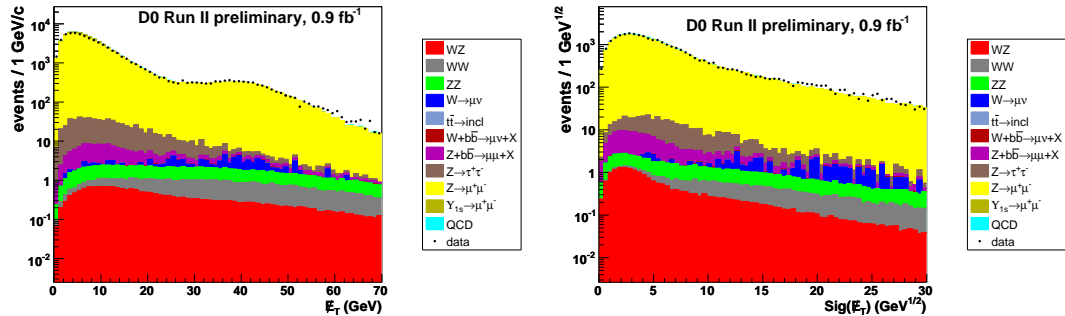 D0 Run II preliminary, 0.9 fb⁻¹
events / 1 GeV/c
10⁴
10³
10²
10
1
10⁻¹
10⁻²
0 10 20 30 40 50 60 70
E̸_T (GeV)
WZ
WW
ZZ
W→μν
tt̄→incl
W+bb̄→μν+X
Z+bb̄→μμ+X
Z→τ⁺τ⁻
Z→μ⁺μ⁻
Υ₁ₛ→μ⁺μ⁻
QCD
data
D0 Run II preliminary, 0.9 fb⁻¹
events / 1 GeV^{1/2}
10³
10²
10
1
10⁻¹
10⁻²
0 5 10 15 20 25 30
Sig(E̸_T) (GeV^{1/2})
WZ
WW
ZZ
W→μν
tt̄→incl
W+bb̄→μν+X
Z+bb̄→μμ+X
Z→τ⁺τ⁻
Z→μ⁺μ⁻
Υ₁ₛ→μ⁺μ⁻
QCD
data